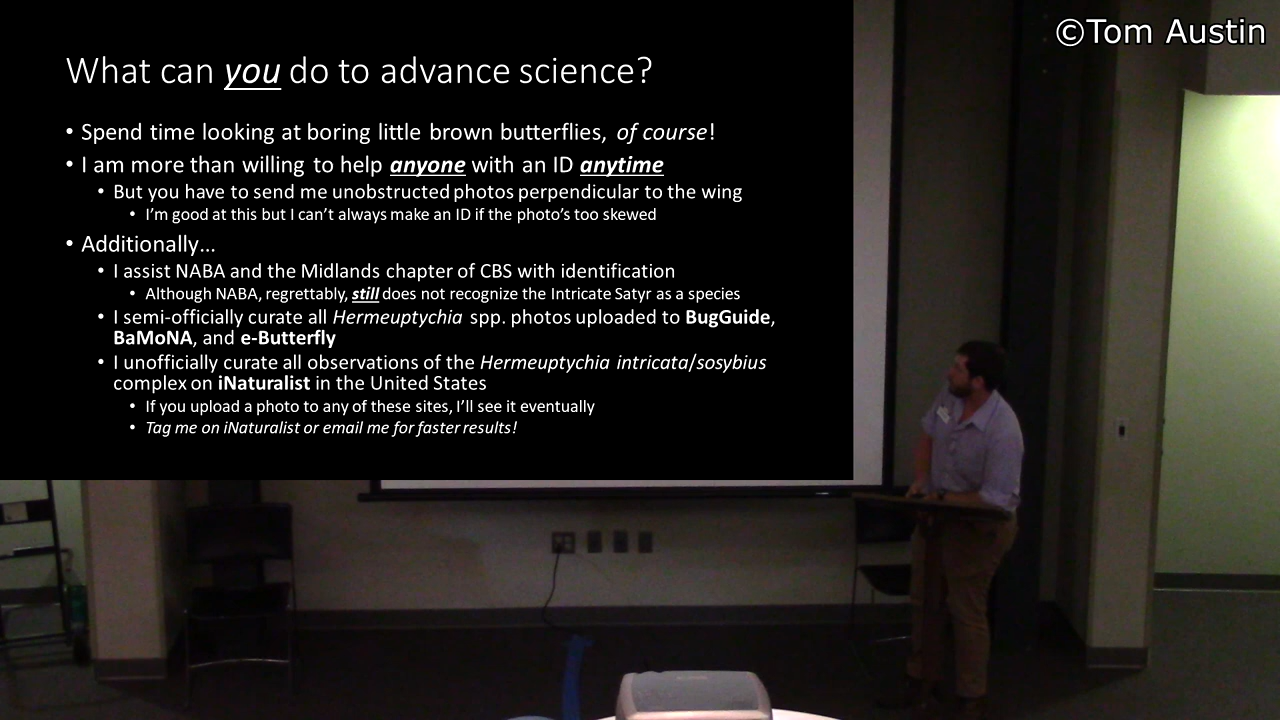 ©Tom Austin
What can you do to advance science?
• Spend time looking at boring little brown butterflies, of course!
• I am more than willing to help anyone with an ID anytime
• But you have to send me unobstructed photos perpendicular to the wing
• I'm good at this but I can't always make an ID if the photo's too skewed
• Additionally...
• I assist NABA and the Midlands chapter of CBS with identification
• Although NABA, regrettably, still does not recognize the Intricate Satyr as a species
• I semi-officially curate all Hermeuptychia spp. photos uploaded to BugGuide,
BaMoNA, and e-Butterfly
• I unofficially curate all observations of the Hermeuptychia intricata/sosybius
complex on iNaturalist in the United States
• If you upload a photo to any of these sites, I'll see it eventually
• Tag me on iNaturalist or email me for faster results!